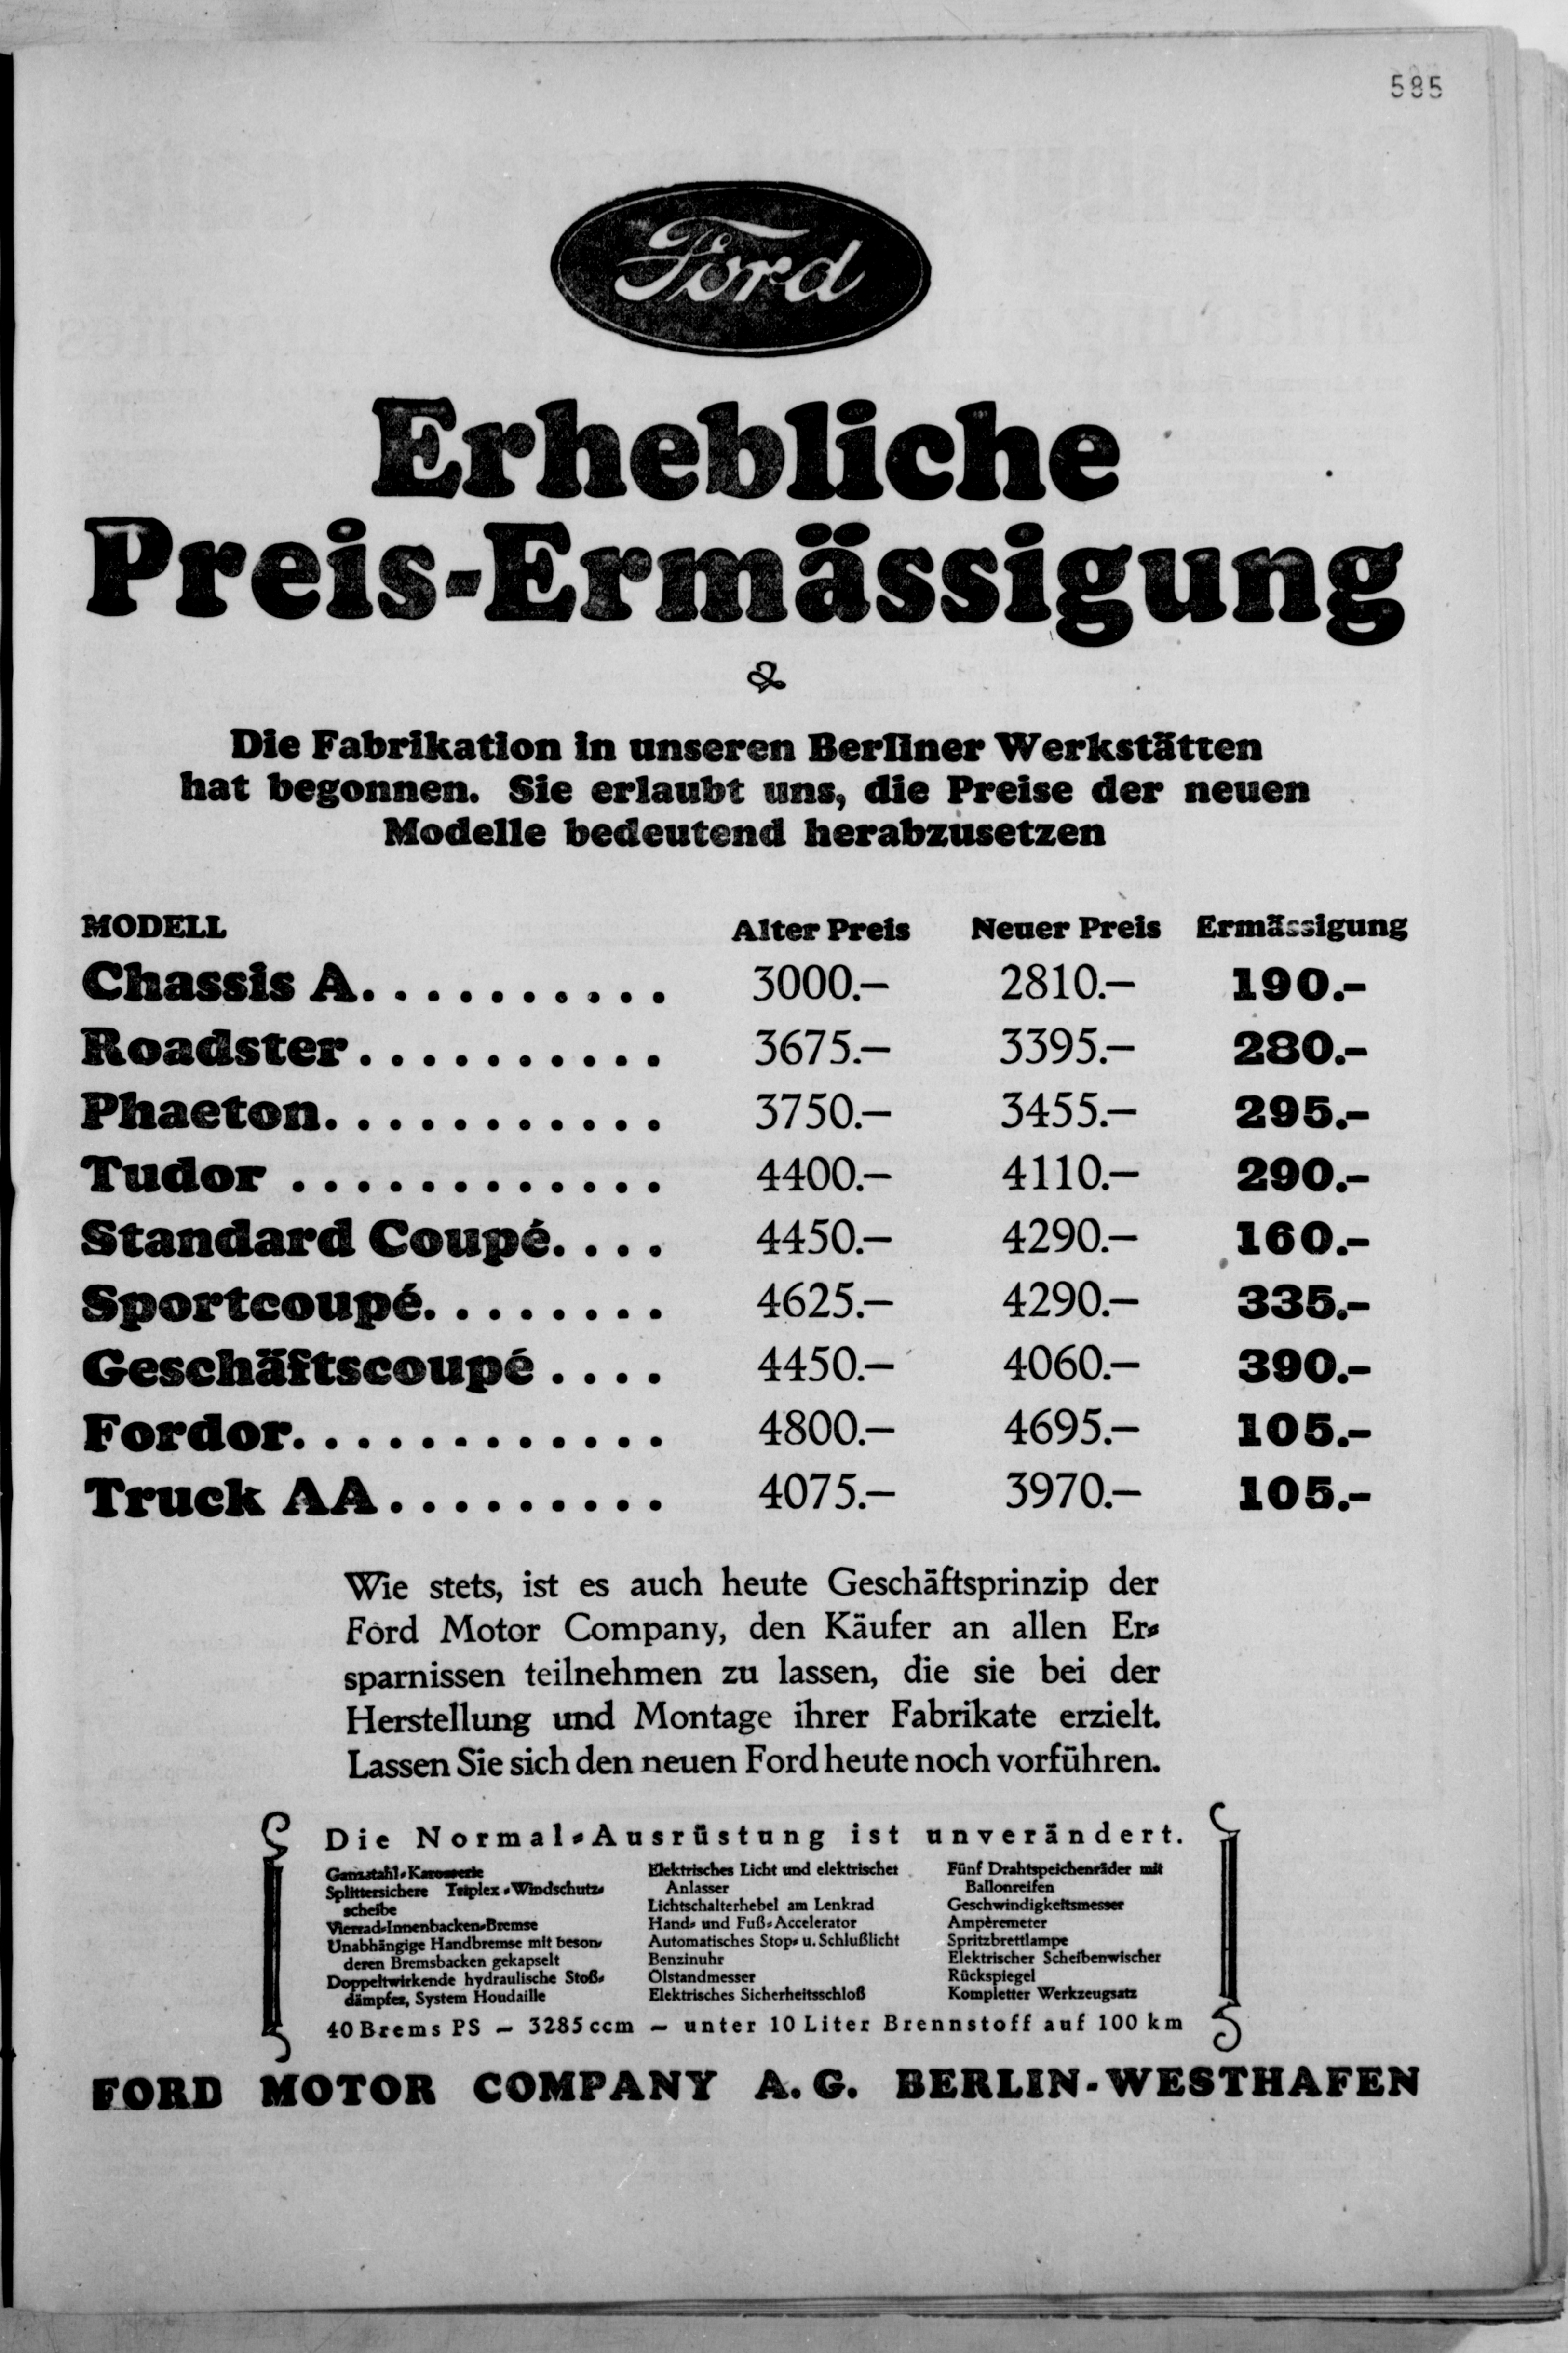 585
Ford
Erhebliche
Preis-Ermässigung
Die Fabrikation in unseren Berliner Werkstätten
hat begonnen. Sie erlaubt uns, die Preise der neuen
Modelle bedeutend herabzusetzen
MODELL Alter Preis Neuer Preis Ermässigung
Chassis A. . . . . . . . . . 3000.— 2810.— 190.-
Roadster . . . . . . . . . . 3675.— 3395.— 280.-
Phaeton. . . . . . . . . . . 3750.— 3455.— 295.-
Tudor . . . . . . . . . . . . 4400.— 4110.— 290.-
Standard Coupé. . . . 4450.— 4290.— 160.-
Sportcoupé. . . . . . . . 4625.— 4290.— 335.-
Geschäftscoupé . . . . 4450.— 4060.— 390.-
Fordor. . . . . . . . . . . . 4800.— 4695.— 105.-
Truck AA . . . . . . . . . 4075.— 3970.— 105.-
Wie stets, ist es auch heute Geschäftsprinzip der
Ford Motor Company, den Käufer an allen Er-
sparnissen teilnehmen zu lassen, die sie bei der
Herstellung und Montage ihrer Fabrikate erzielt.
Lassen Sie sich den neuen Ford heute noch vorführen.
Die Normal-Ausrüstung ist unverändert.
Ganzstahl-Karosserie
Splittersichere Triplex-Windschutz-
scheibe
Vierrad-Innenbacken-Bremse
Unabhängige Handbremse mit beson-
deren Bremsbacken gekapselt
Doppeltwirkende hydraulische Stoß-
dämpfer, System Houdaille
Elektrisches Licht und elektrischer
Anlasser
Lichtschalterhebel am Lenkrad
Hand- und Fuß-Accelerator
Automatisches Stop- u. Schlußlicht
Benzinuhr
Ölstandmesser
Elektrisches Sicherheitsschloß
Fünf Drahtspeichenräder mit
Ballonreifen
Geschwindigkeitsmesser
Ampèremeter
Spritzbrettlampe
Elektrischer Scheibenwischer
Rückspiegel
Kompletter Werkzeugsatz
40 Brems PS — 3285 ccm — unter 10 Liter Brennstoff auf 100 km
FORD MOTOR COMPANY A. G. BERLIN-WESTHAFEN